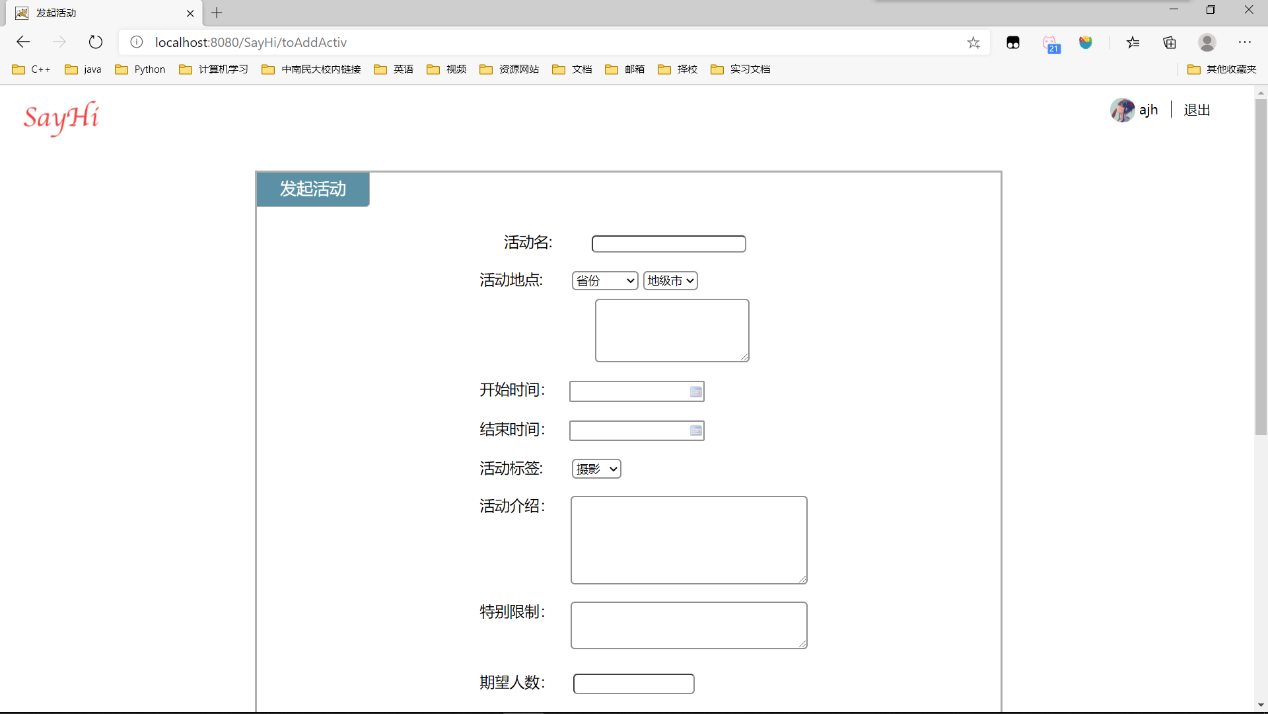 发起活动
localhost:8080/SayHi/toAddActiv
21
C++ java Python 计算机学习 中南民大校内链接 英语 视频 资源网站 文档 邮箱 择校 实习文档 其他收藏夹
SayHi
ajh 退出
发起活动
活动名:
活动地点: 省份 地级市
开始时间：
结束时间：
活动标签: 摄影
活动介绍：
特别限制：
期望人数：